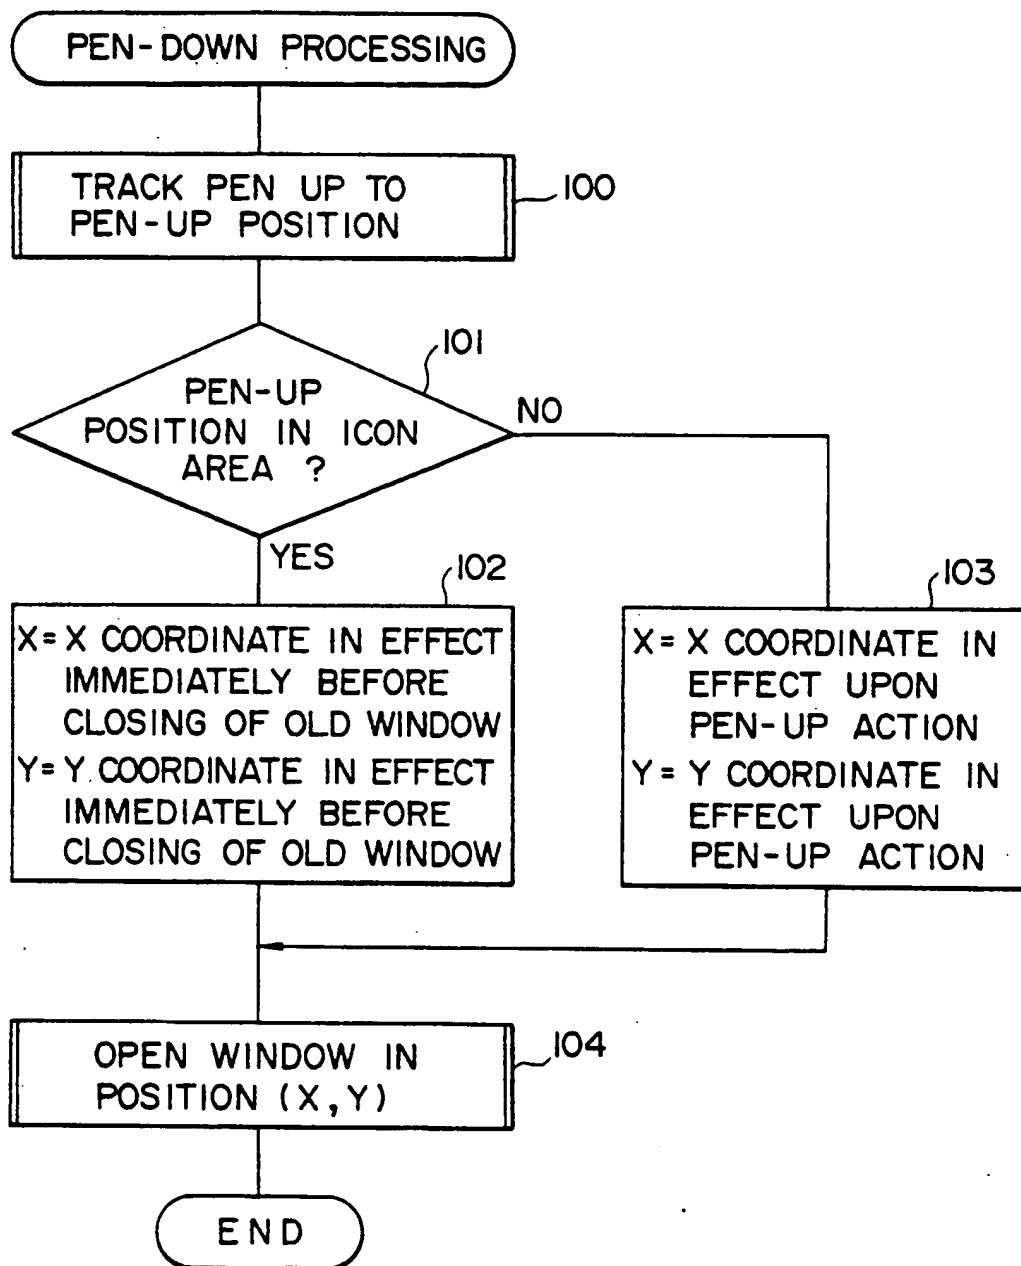 PEN-DOWN PROCESSING
TRACK PEN UP TO
PEN-UP POSITION
100
101
PEN-UP
POSITION IN ICON
AREA ?
NO
YES
102
X= X COORDINATE IN EFFECT
IMMEDIATELY BEFORE
CLOSING OF OLD WINDOW
Y= Y COORDINATE IN EFFECT
IMMEDIATELY BEFORE
CLOSING OF OLD WINDOW
103
X= X COORDINATE IN
EFFECT UPON
PEN-UP ACTION
Y= Y COORDINATE IN
EFFECT UPON
PEN-UP ACTION
OPEN WINDOW IN
POSITION (X, Y)
104
END